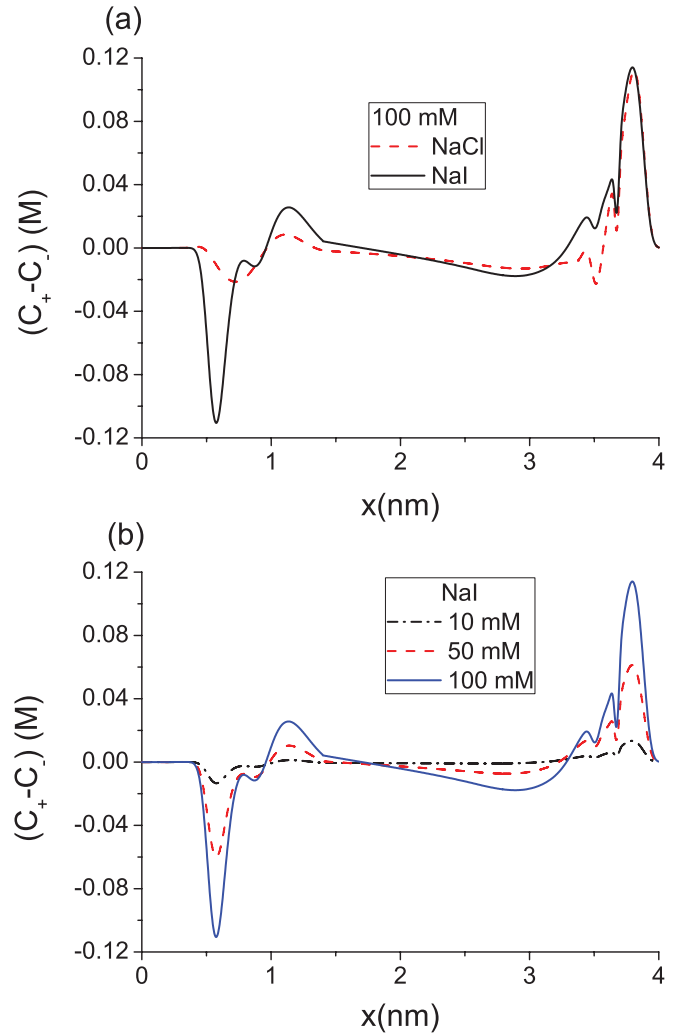 (a)
0.12
0.08
0.04
0.00
-0.04
-0.08
-0.12
(C+-C-) (M)
100 mM
NaCl
NaI
0 1 2 3 4
x(nm)
(b)
0.12
0.08
0.04
0.00
-0.04
-0.08
-0.12
(C+-C-) (M)
NaI
10 mM
50 mM
100 mM
0 1 2 3 4
x(nm)